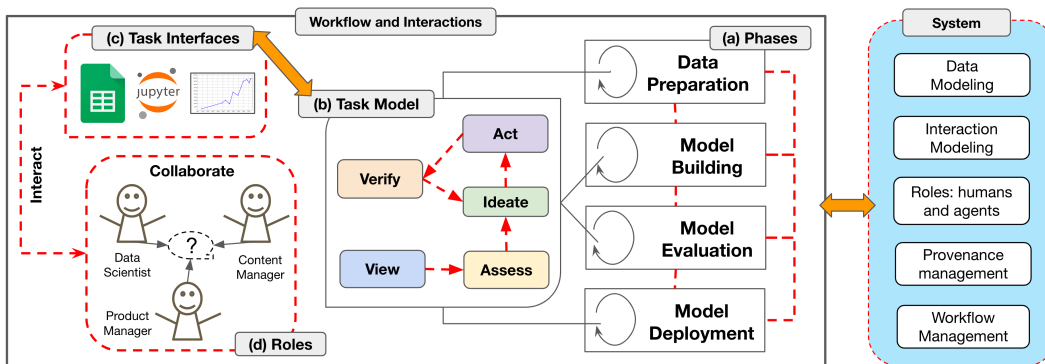 Workflow and Interactions
System
(c) Task Interfaces
(a) Phases
jupyter
Interact
(b) Task Model
Act
Verify
Ideate
View
Assess
Data
Preparation
Model
Building
Model
Evaluation
Model
Deployment
Collaborate
?
Data
Scientist
Content
Manager
Product
Manager
(d) Roles
Data
Modeling
Interaction
Modeling
Roles: humans
and agents
Provenance
management
Workflow
Management